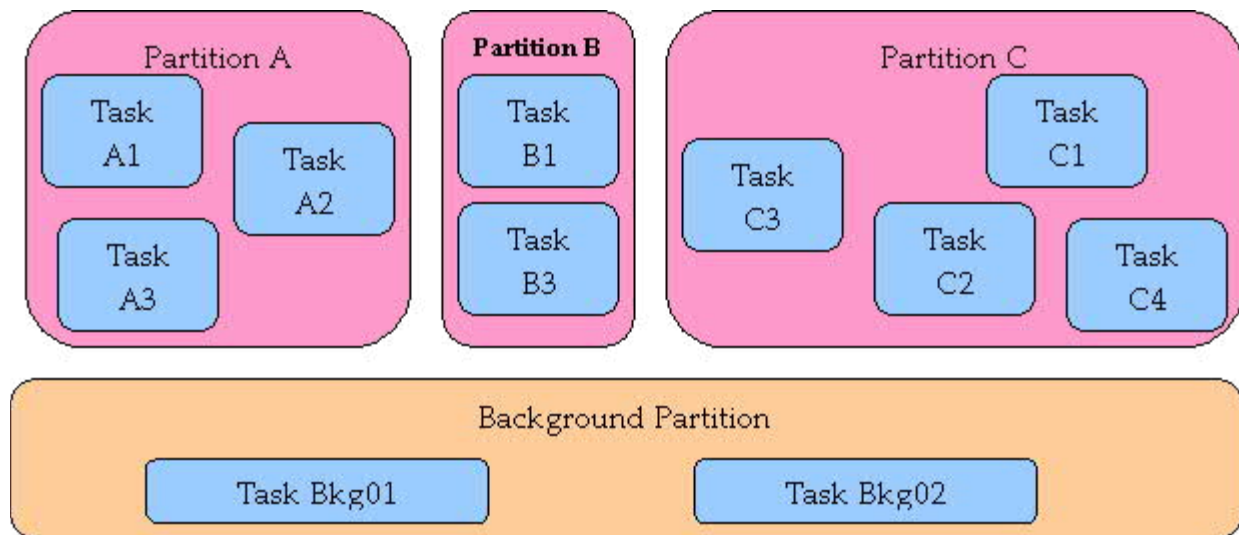 Partition A
Task
A1
Task
A2
Task
A3
Partition B
Task
B1
Task
B3
Partition C
Task
C1
Task
C3
Task
C2
Task
C4
Background Partition
Task Bkg01
Task Bkg02